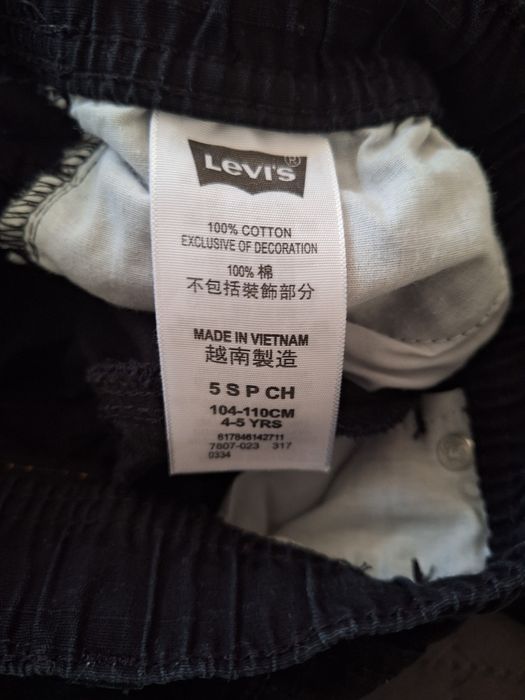 Levi's®
100% COTTON
EXCLUSIVE OF DECORATION
100% 棉
不包括裝飾部分
MADE IN VIETNAM
越南製造
5 S P CH
104-110CM
4-5 YRS
617846142711
7807-023 317
0334